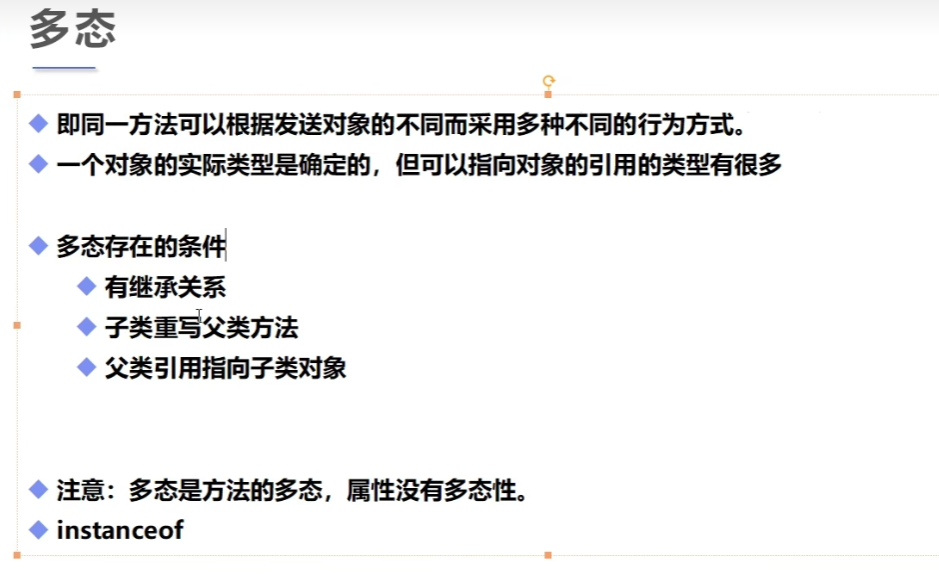 多态
即同一方法可以根据发送对象的不同而采用多种不同的行为方式。
一个对象的实际类型是确定的，但可以指向对象的引用的类型有很多
多态存在的条件
有继承关系
子类重写父类方法
父类引用指向子类对象
注意：多态是方法的多态，属性没有多态性。
instanceof